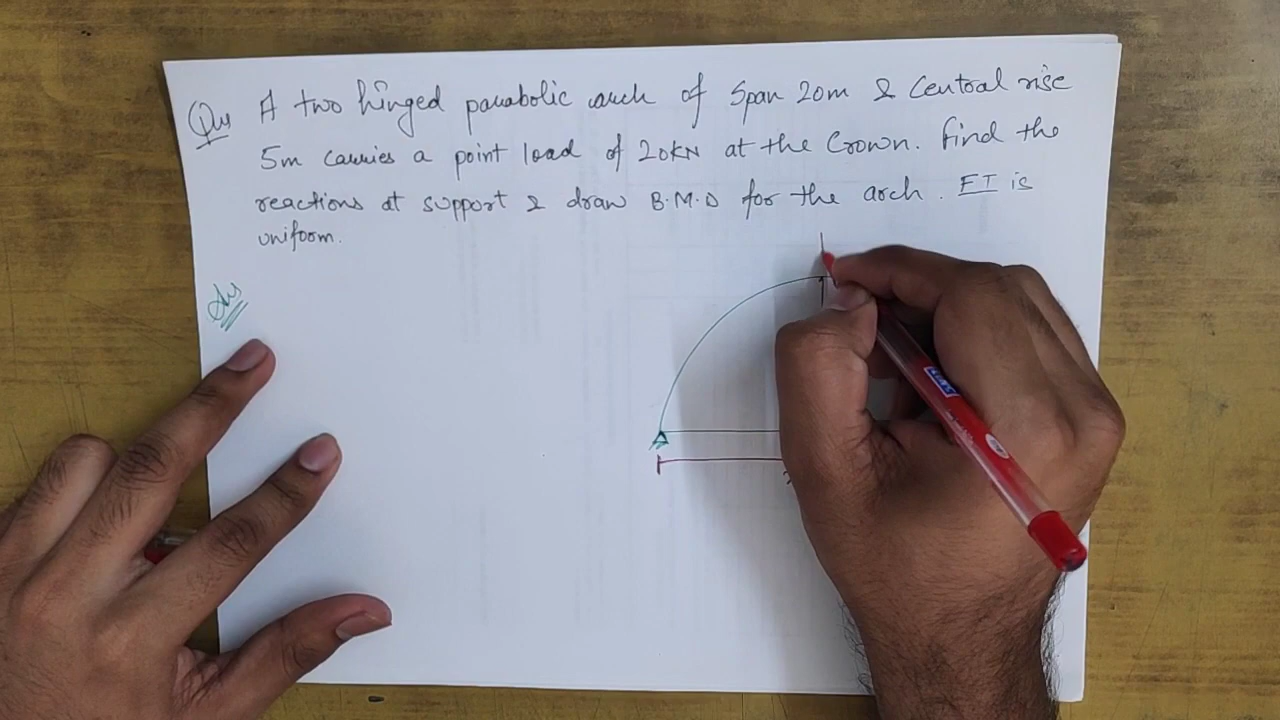 Qus A two hinged parabolic arch of Span 20m & Central rise
5m carries a point load of 20KN at the Crown. Find the
reactions at support & draw B.M.D for the arch. EI is
uniform.
Ans